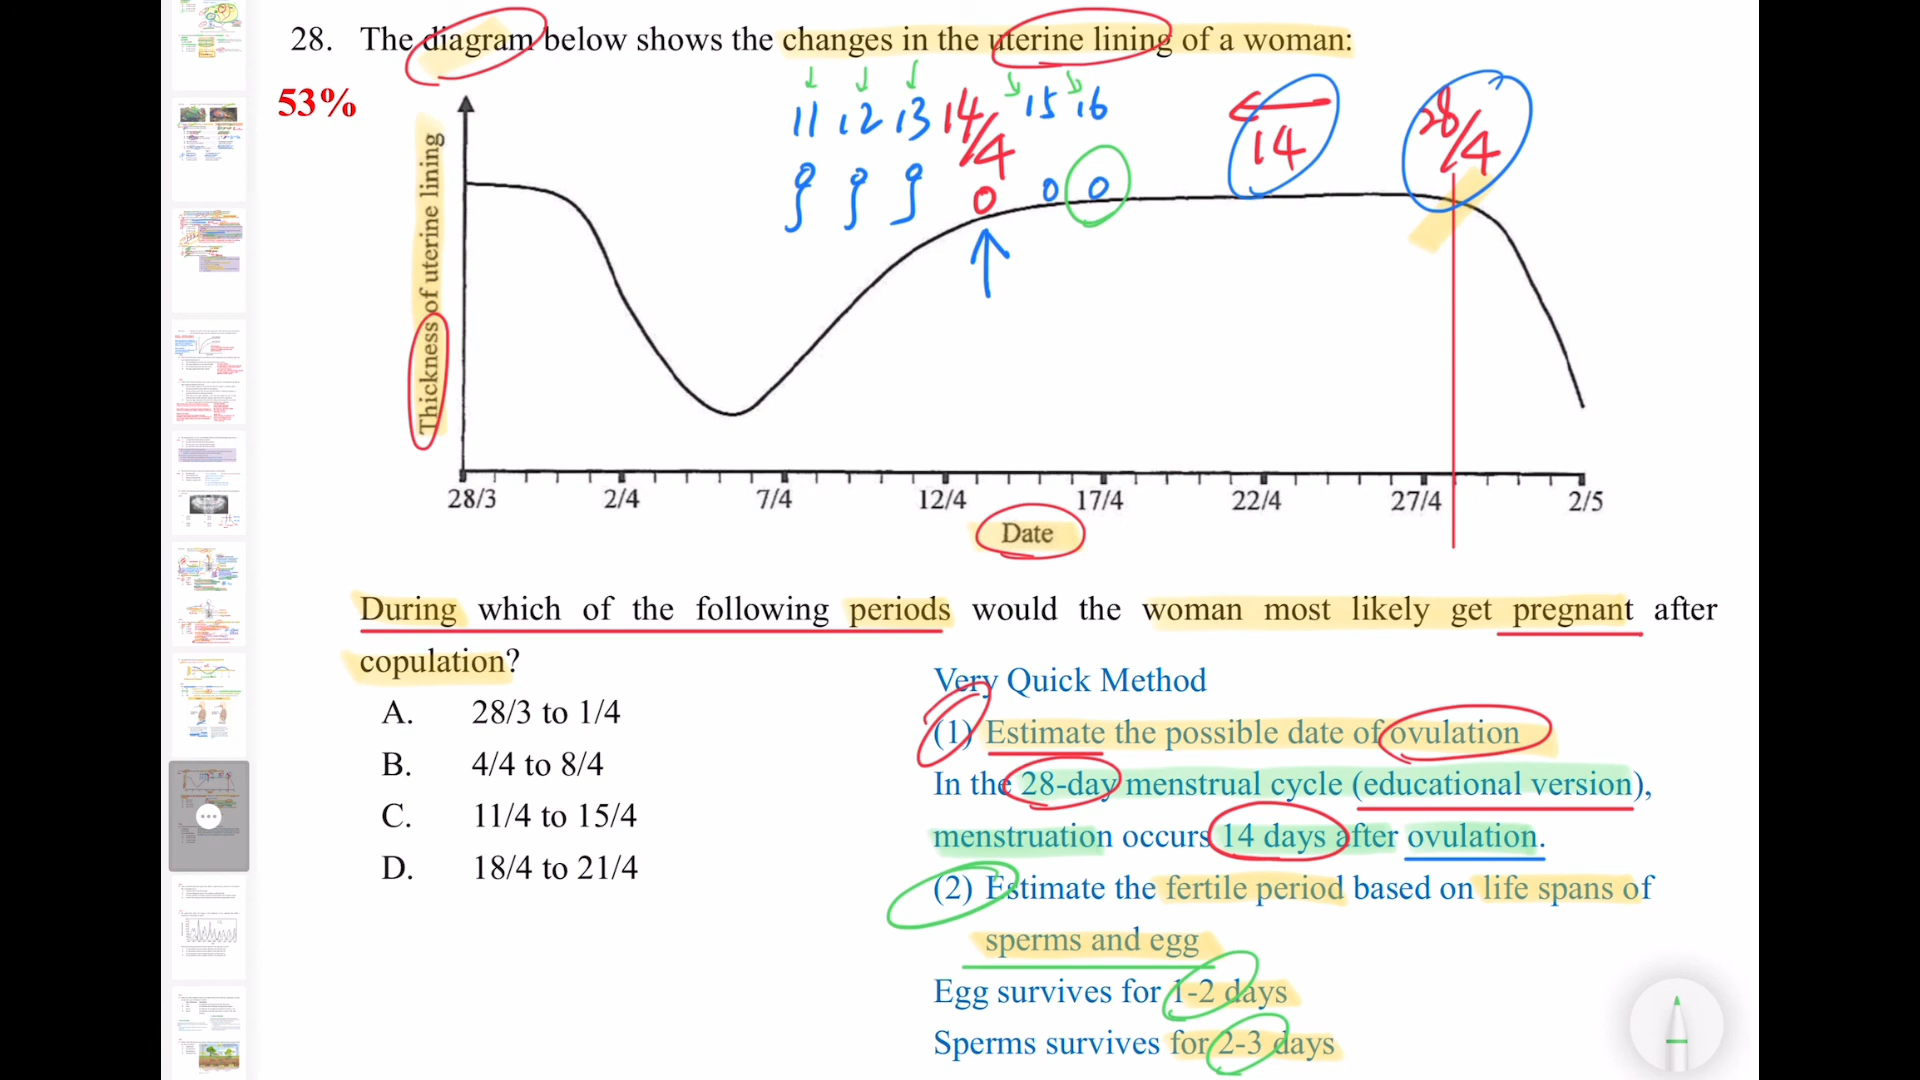 28. The diagram below shows the changes in the uterine lining of a woman:
53%
11 12 13 14/4 15 16
14
28/4
Thickness of uterine lining
28/3 2/4 7/4 12/4 17/4 22/4 27/4 2/5
Date
During which of the following periods would the woman most likely get pregnant after
copulation?
A. 28/3 to 1/4
B. 4/4 to 8/4
C. 11/4 to 15/4
D. 18/4 to 21/4
Very Quick Method
(1) Estimate the possible date of ovulation
In the 28-day menstrual cycle (educational version),
menstruation occurs 14 days after ovulation.
(2) Estimate the fertile period based on life spans of
sperms and egg
Egg survives for 1-2 days
Sperms survives for 2-3 days